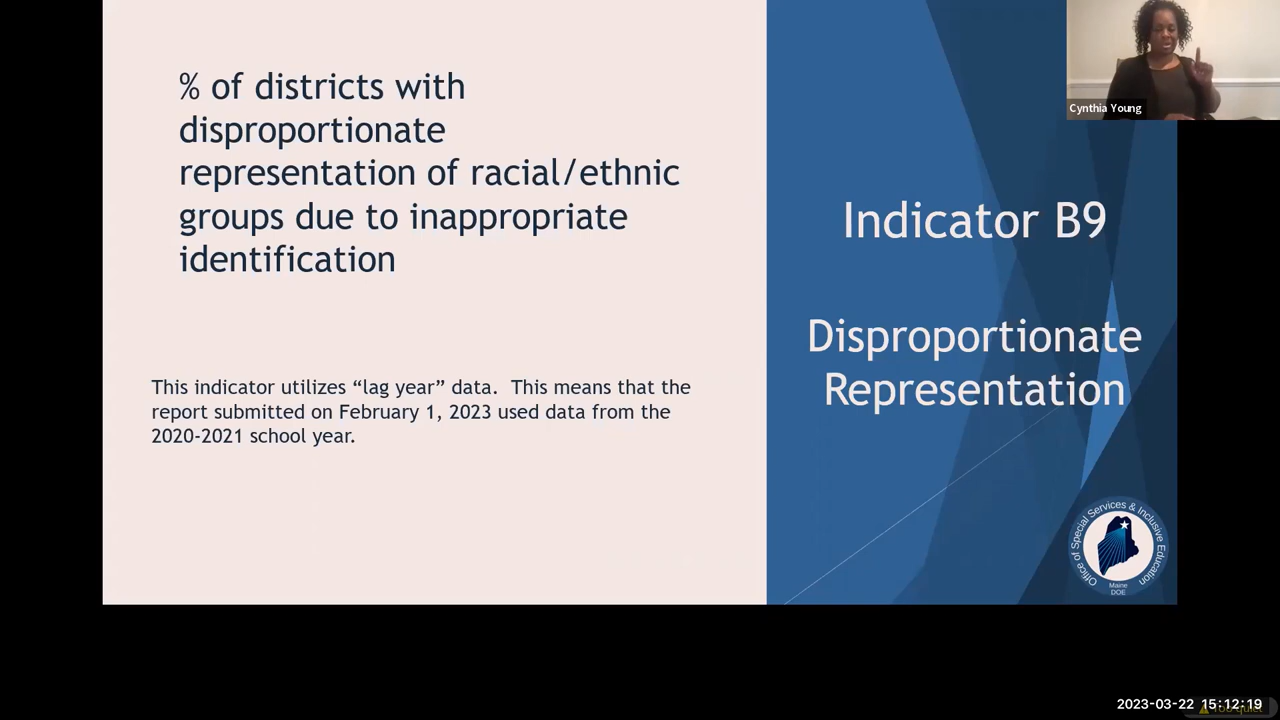 % of districts with
disproportionate
representation of racial/ethnic
groups due to inappropriate
identification
This indicator utilizes “lag year” data.  This means that the
report submitted on February 1, 2023 used data from the
2020-2021 school year.
Cynthia Young
Indicator B9
Disproportionate
Representation
Office of Special Services & Inclusive Education
Maine
DOE
2023-03-22 15:12:19